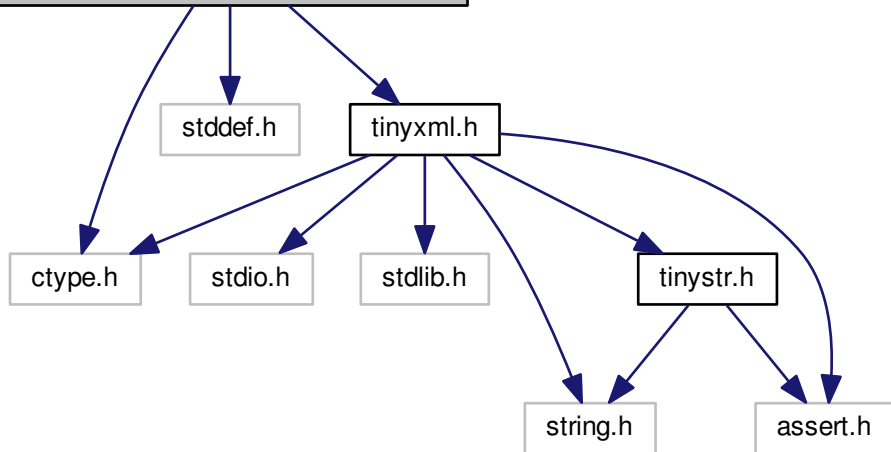 stddef.h
tinyxml.h
ctype.h
stdio.h
stdlib.h
tinystr.h
string.h
assert.h